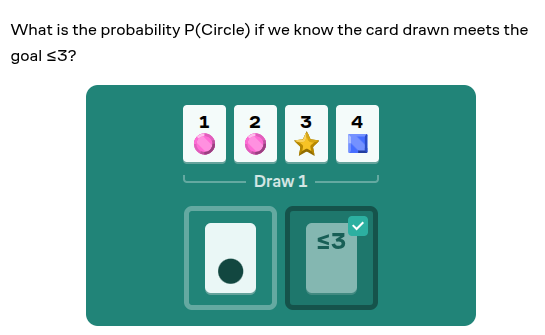 What is the probability P(Circle) if we know the card drawn meets the
goal ≤3?
1 2 3 4
Draw 1
≤3